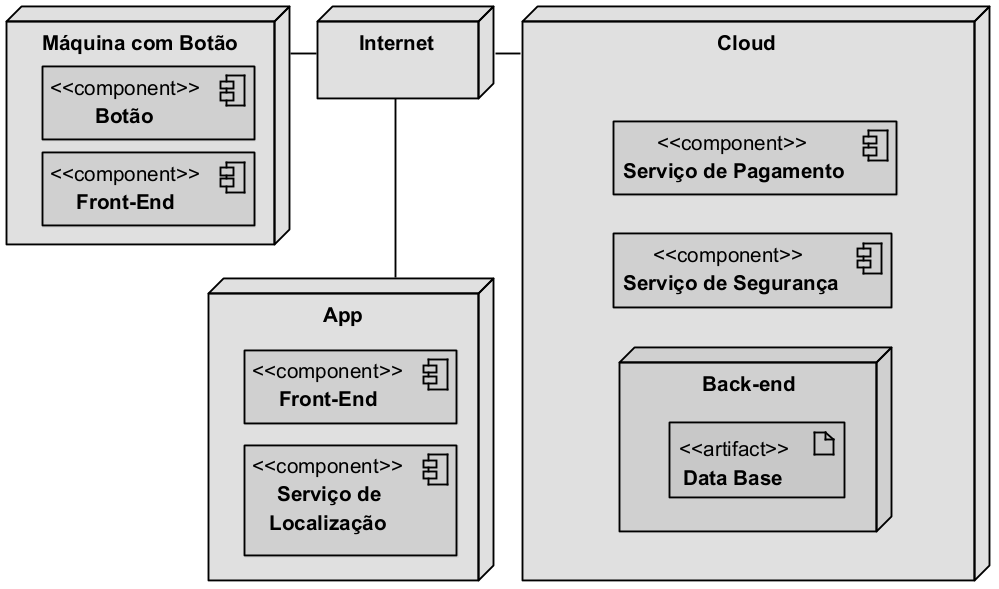 Máquina com Botão
<<component>>
Botão
<<component>>
Front-End
Internet
App
<<component>>
Front-End
<<component>>
Serviço de
Localização
Cloud
<<component>>
Serviço de Pagamento
<<component>>
Serviço de Segurança
Back-end
<<artifact>>
Data Base